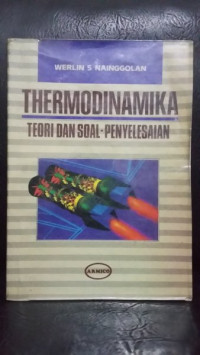 WERLIN S NAINGGOLAN
THERMODINAMIKA
TEORI DAN SOAL-PENYELESAIAN
ARMICO